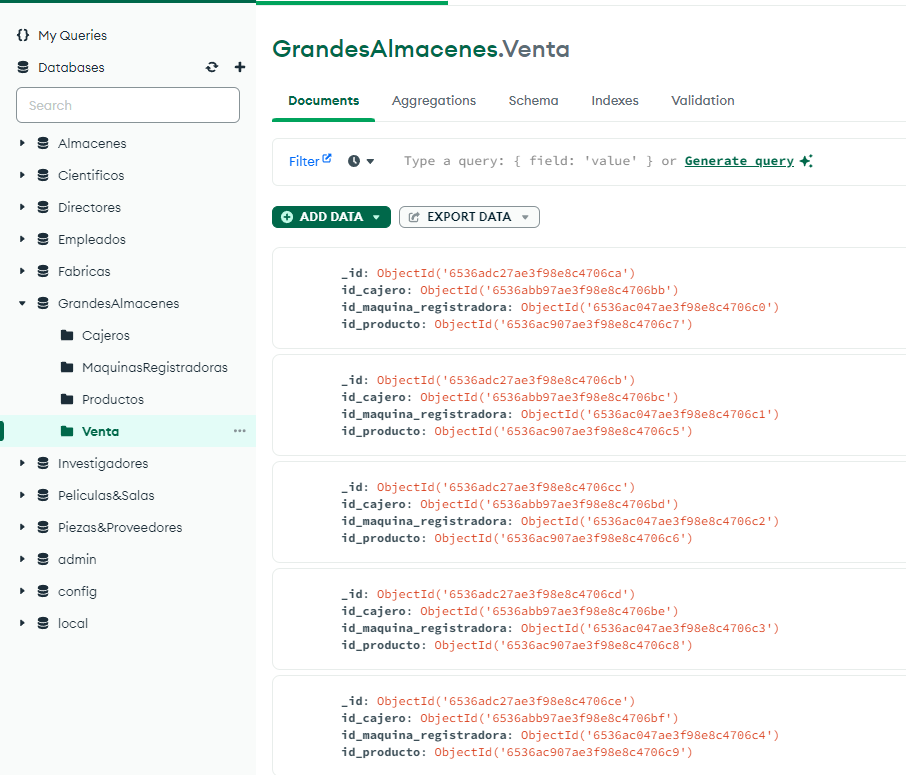 My Queries
Databases
Search
Almacenes
Cientificos
Directores
Empleados
Fabricas
GrandesAlmacenes
Cajeros
MaquinasRegistradoras
Productos
Venta
Investigadores
Peliculas&Salas
Piezas&Proveedores
admin
config
local
GrandesAlmacenes.Venta
Documents Aggregations Schema Indexes Validation
Filter Type a query: { field: 'value' } or Generate query
ADD DATA EXPORT DATA
_id: ObjectId('6536adc27ae3f98e8c4706ca')
id_cajero: ObjectId('6536abb97ae3f98e8c4706bb')
id_maquina_registradora: ObjectId('6536ac047ae3f98e8c4706c0')
id_producto: ObjectId('6536ac907ae3f98e8c4706c7')
_id: ObjectId('6536adc27ae3f98e8c4706cb')
id_cajero: ObjectId('6536abb97ae3f98e8c4706bc')
id_maquina_registradora: ObjectId('6536ac047ae3f98e8c4706c1')
id_producto: ObjectId('6536ac907ae3f98e8c4706c5')
_id: ObjectId('6536adc27ae3f98e8c4706cc')
id_cajero: ObjectId('6536abb97ae3f98e8c4706bd')
id_maquina_registradora: ObjectId('6536ac047ae3f98e8c4706c2')
id_producto: ObjectId('6536ac907ae3f98e8c4706c6')
_id: ObjectId('6536adc27ae3f98e8c4706cd')
id_cajero: ObjectId('6536abb97ae3f98e8c4706be')
id_maquina_registradora: ObjectId('6536ac047ae3f98e8c4706c3')
id_producto: ObjectId('6536ac907ae3f98e8c4706c8')
_id: ObjectId('6536adc27ae3f98e8c4706ce')
id_cajero: ObjectId('6536abb97ae3f98e8c4706bf')
id_maquina_registradora: ObjectId('6536ac047ae3f98e8c4706c4')
id_producto: ObjectId('6536ac907ae3f98e8c4706c9')